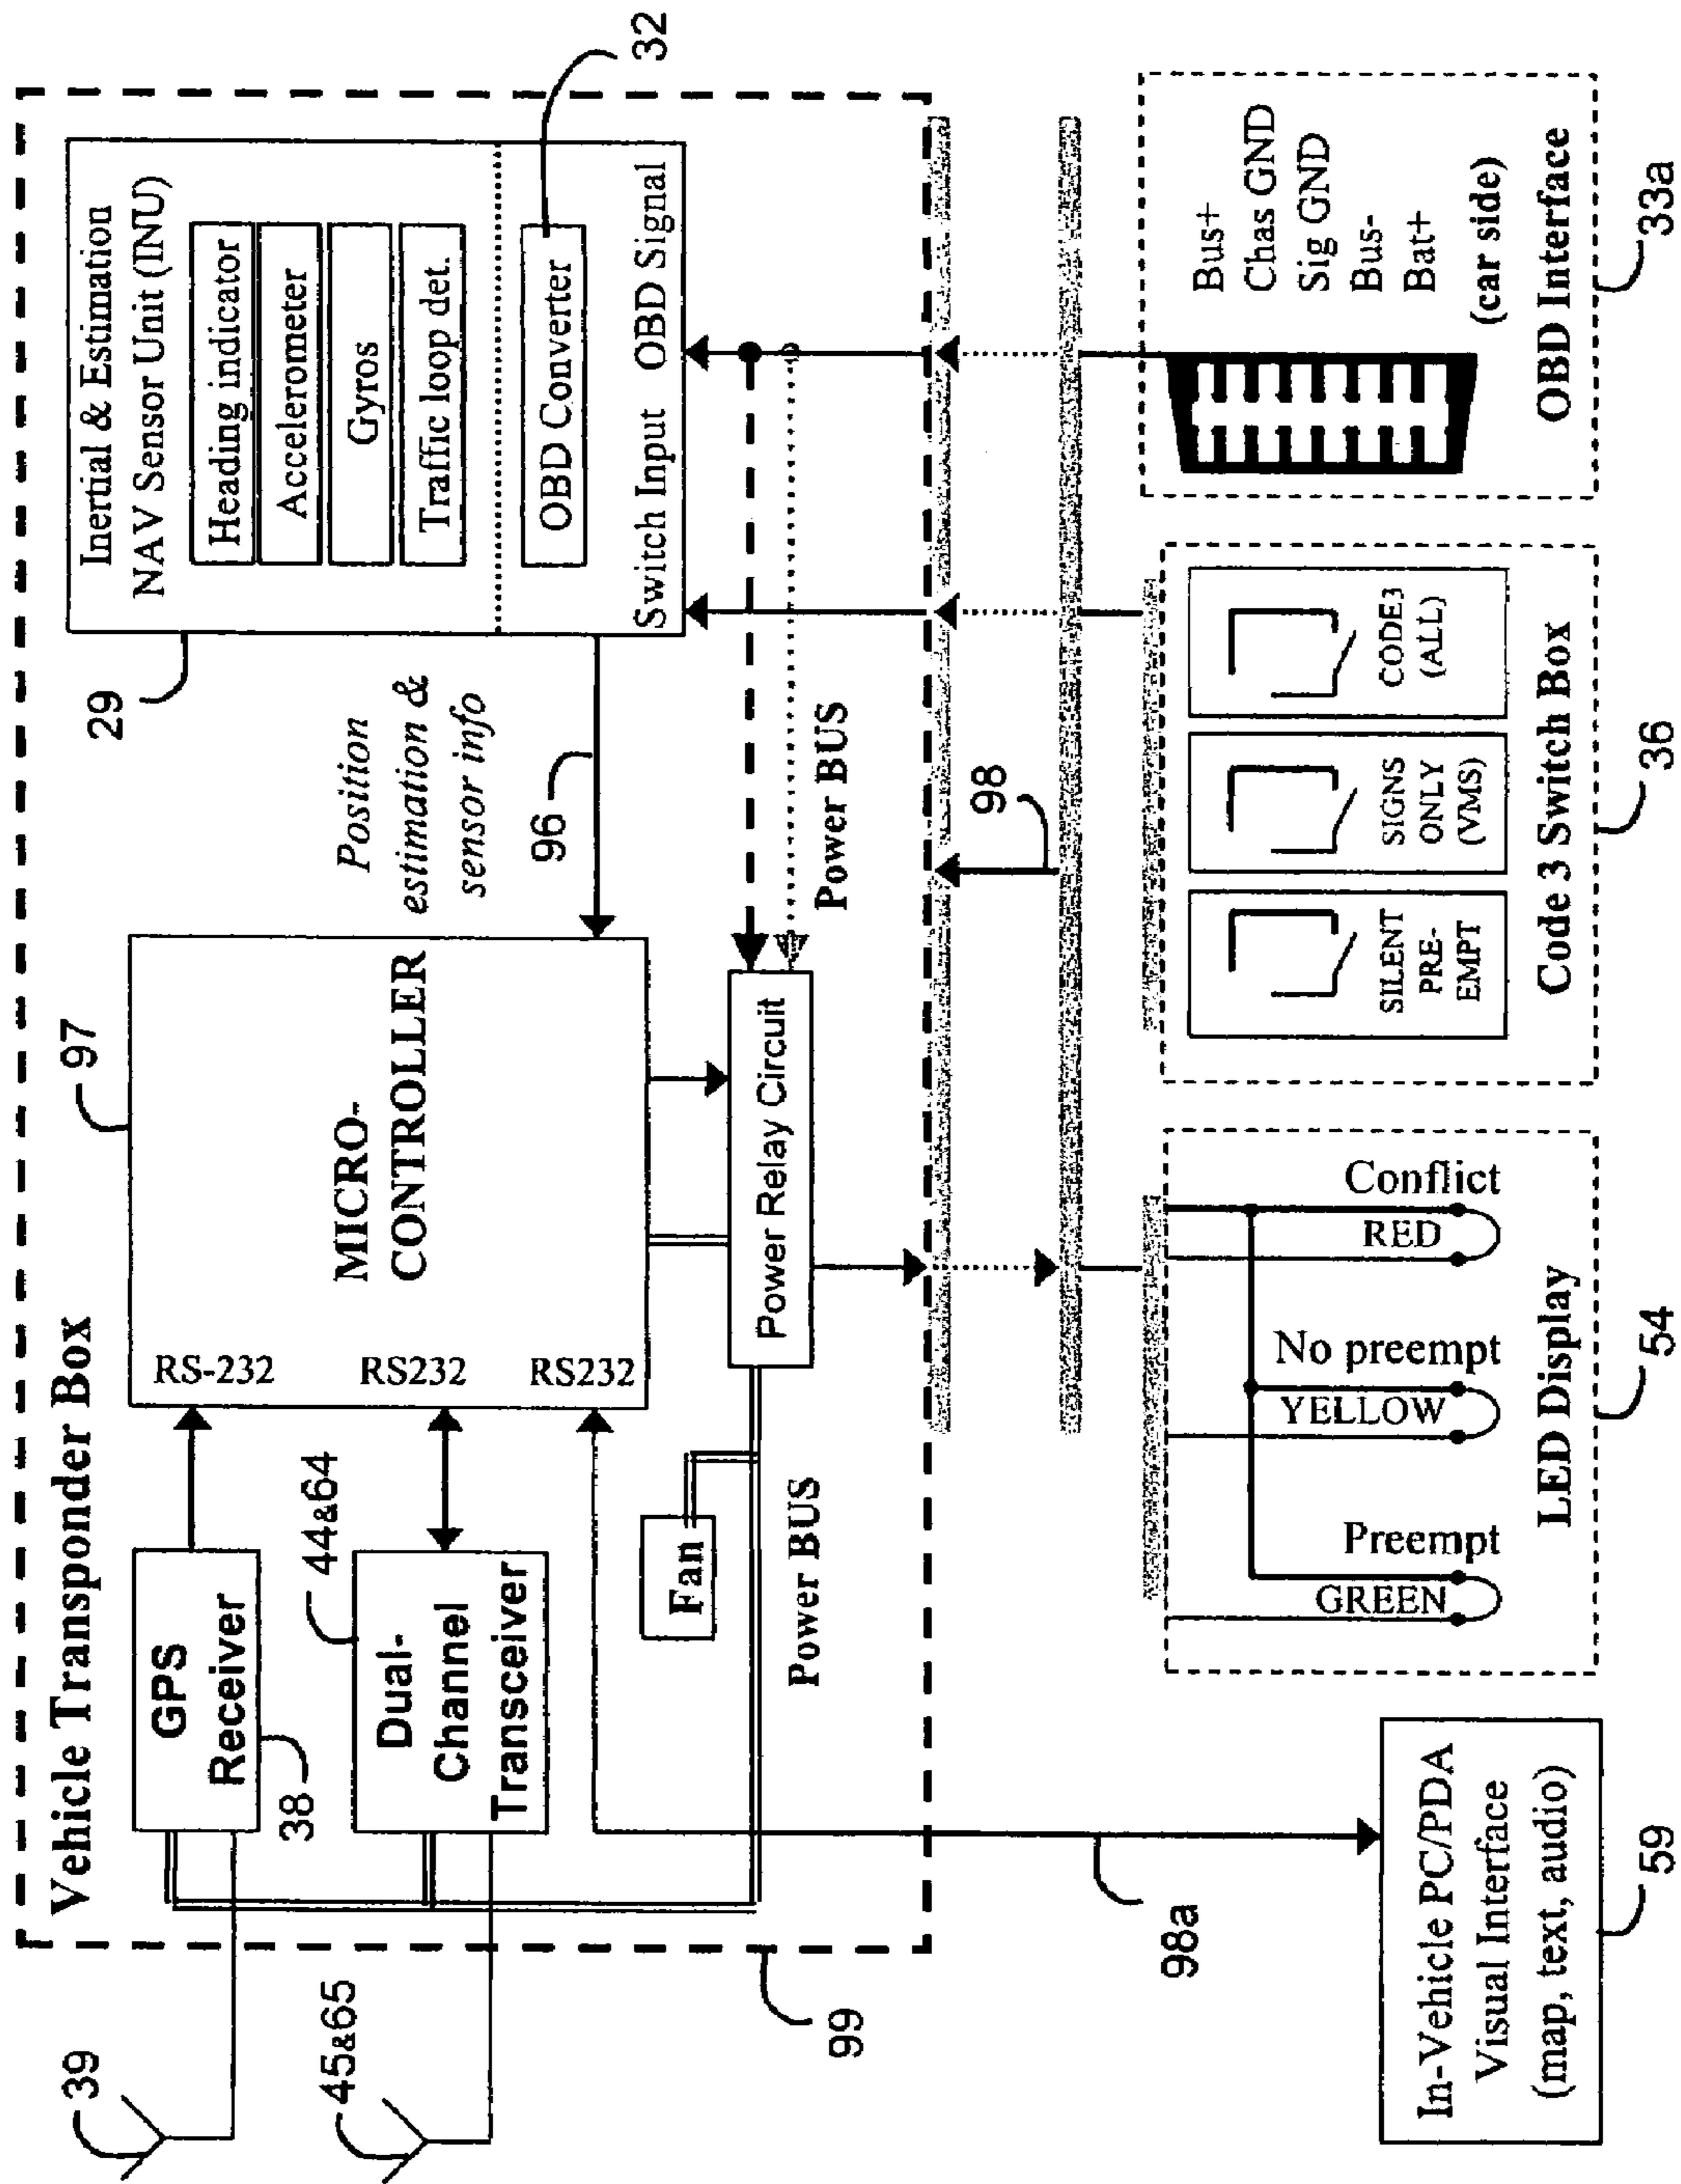 Vehicle Transponder Box
39
45&65
99
GPS
Receiver
38
44&64
Dual-
Channel
Transceiver
Fan
Power BUS
97
MICRO-
CONTROLLER
RS-232
RS232
RS232
Power Relay Circuit
Position
estimation &
sensor info
96
Power BUS
98
29
Inertial & Estimation
NAV Sensor Unit (INU)
Heading indicator
Accelerometer
Gyros
Traffic loop det.
OBD Converter
32
Switch Input
OBD Signal
98a
In-Vehicle PC/PDA
Visual Interface
(map, text, audio)
59
Preempt
GREEN
No preempt
YELLOW
Conflict
RED
LED Display
54
SILENT
PRE-
EMPT
SIGNS
ONLY
(VMS)
CODE3
(ALL)
Code 3 Switch Box
36
Bus+
Chas GND
Sig GND
Bus-
Bat+
(car side)
OBD Interface
33a